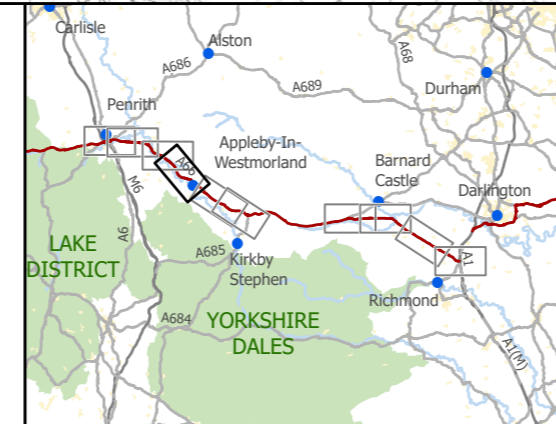 Carlisle
Alston
A686
A68
A689
Durham
Penrith
Appleby-In-
Westmorland
A66
Barnard
Castle
Darlington
M6
LAKE
DISTRICT
A6
A685
Kirkby
Stephen
A1
Richmond
A684
YORKSHIRE
DALES
A1(M)